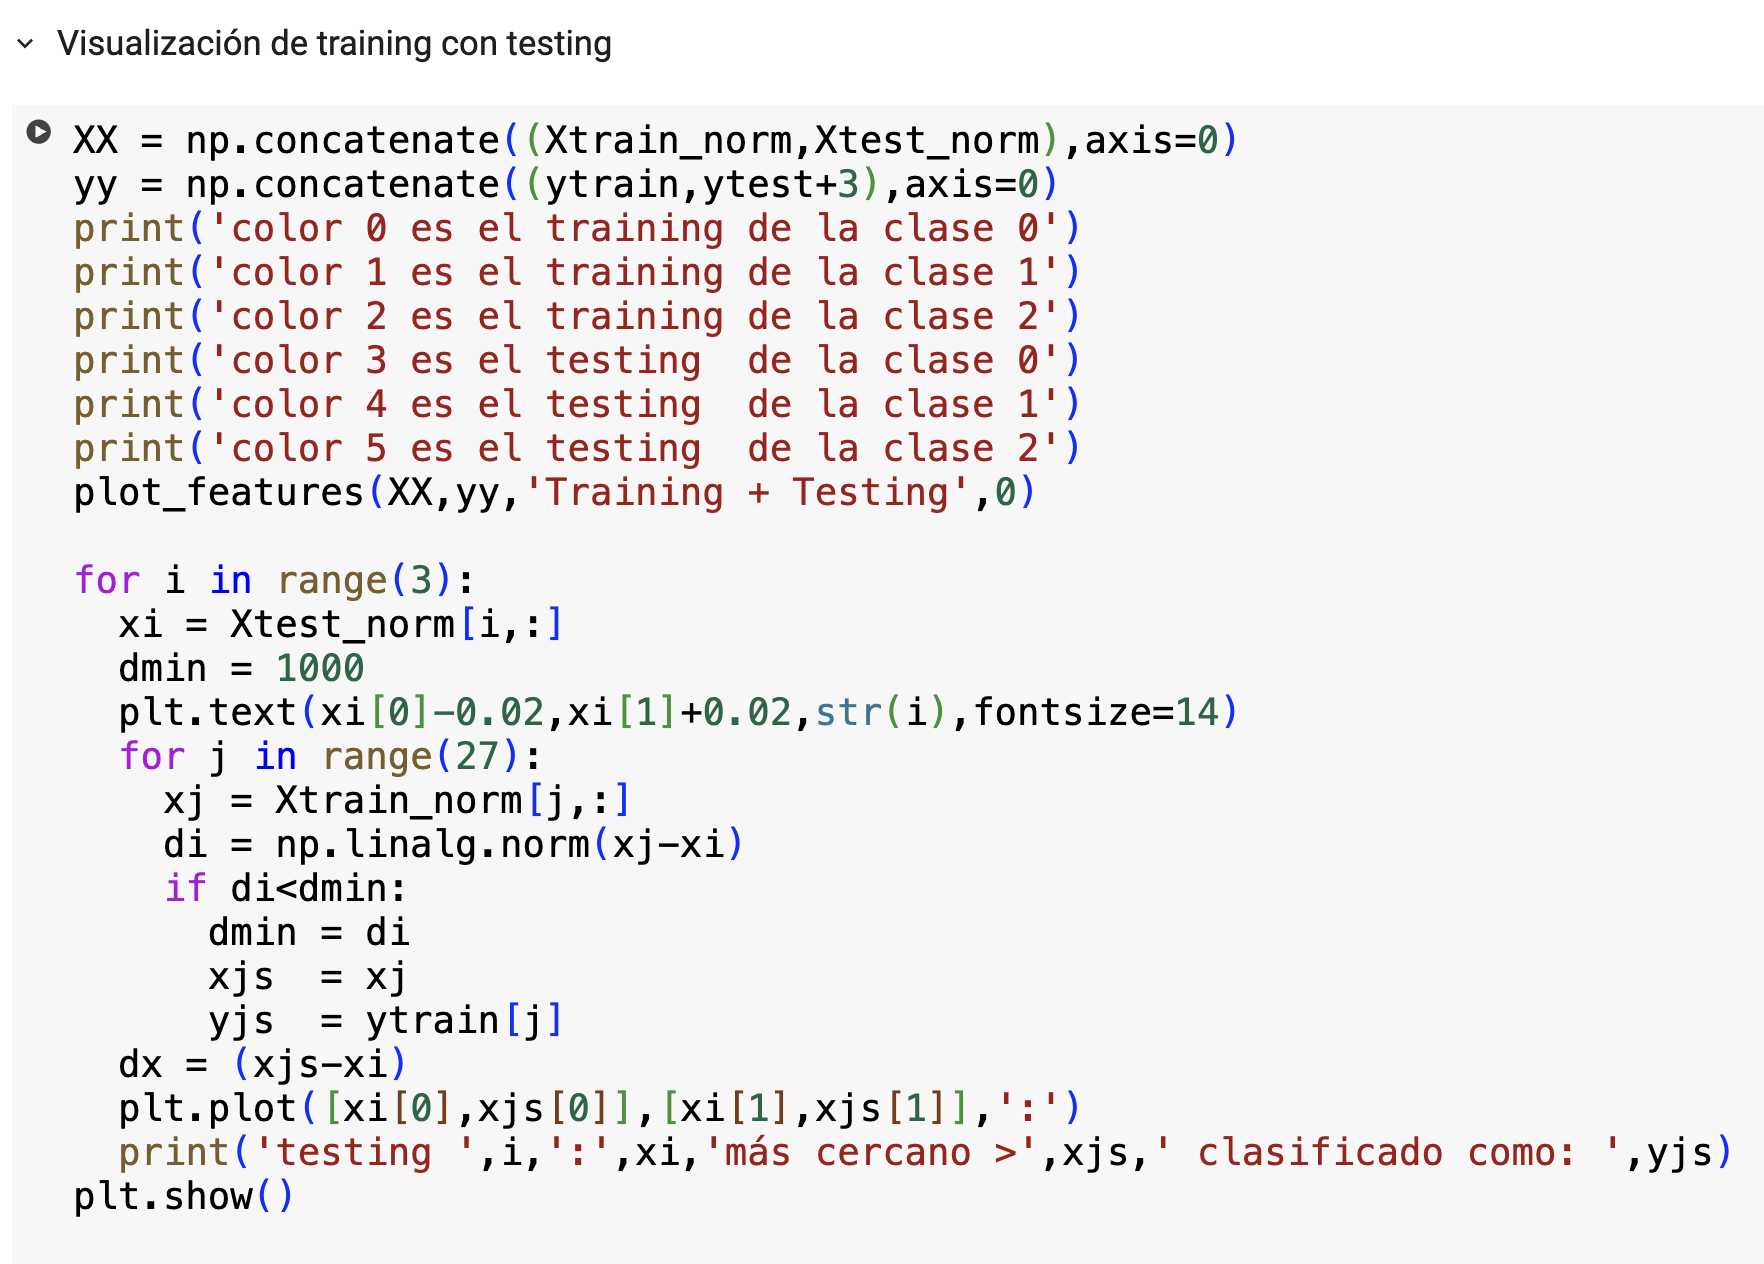 Visualización de training con testing
XX = np.concatenate((Xtrain_norm,Xtest_norm),axis=0)
yy = np.concatenate((ytrain,ytest+3),axis=0)
print('color 0 es el training de la clase 0')
print('color 1 es el training de la clase 1')
print('color 2 es el training de la clase 2')
print('color 3 es el testing  de la clase 0')
print('color 4 es el testing  de la clase 1')
print('color 5 es el testing  de la clase 2')
plot_features(XX,yy,'Training + Testing',0)

for i in range(3):
  xi = Xtest_norm[i,:]
  dmin = 1000
  plt.text(xi[0]-0.02,xi[1]+0.02,str(i),fontsize=14)
  for j in range(27):
    xj = Xtrain_norm[j,:]
    di = np.linalg.norm(xj-xi)
    if di<dmin:
      dmin = di
      xjs  = xj
      yjs  = ytrain[j]
  dx = (xjs-xi)
  plt.plot([xi[0],xjs[0]],[xi[1],xjs[1]],':')
  print('testing ',i,':',xi,'más cercano >',xjs,' clasificado como: ',yjs)
plt.show()